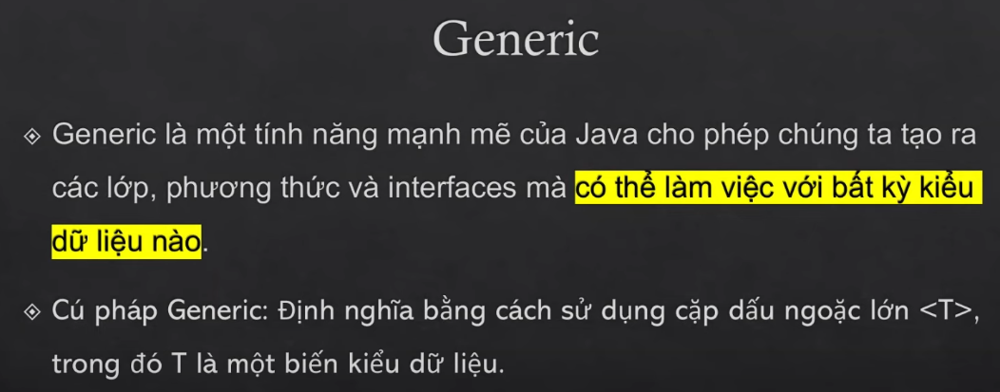 Generic
Generic là một tính năng mạnh mẽ của Java cho phép chúng ta tạo ra
các lớp, phương thức và interfaces mà có thể làm việc với bất kỳ kiểu
dữ liệu nào.
Cú pháp Generic: Định nghĩa bằng cách sử dụng cặp dấu ngoặc lớn <T>,
trong đó T là một biến kiểu dữ liệu.